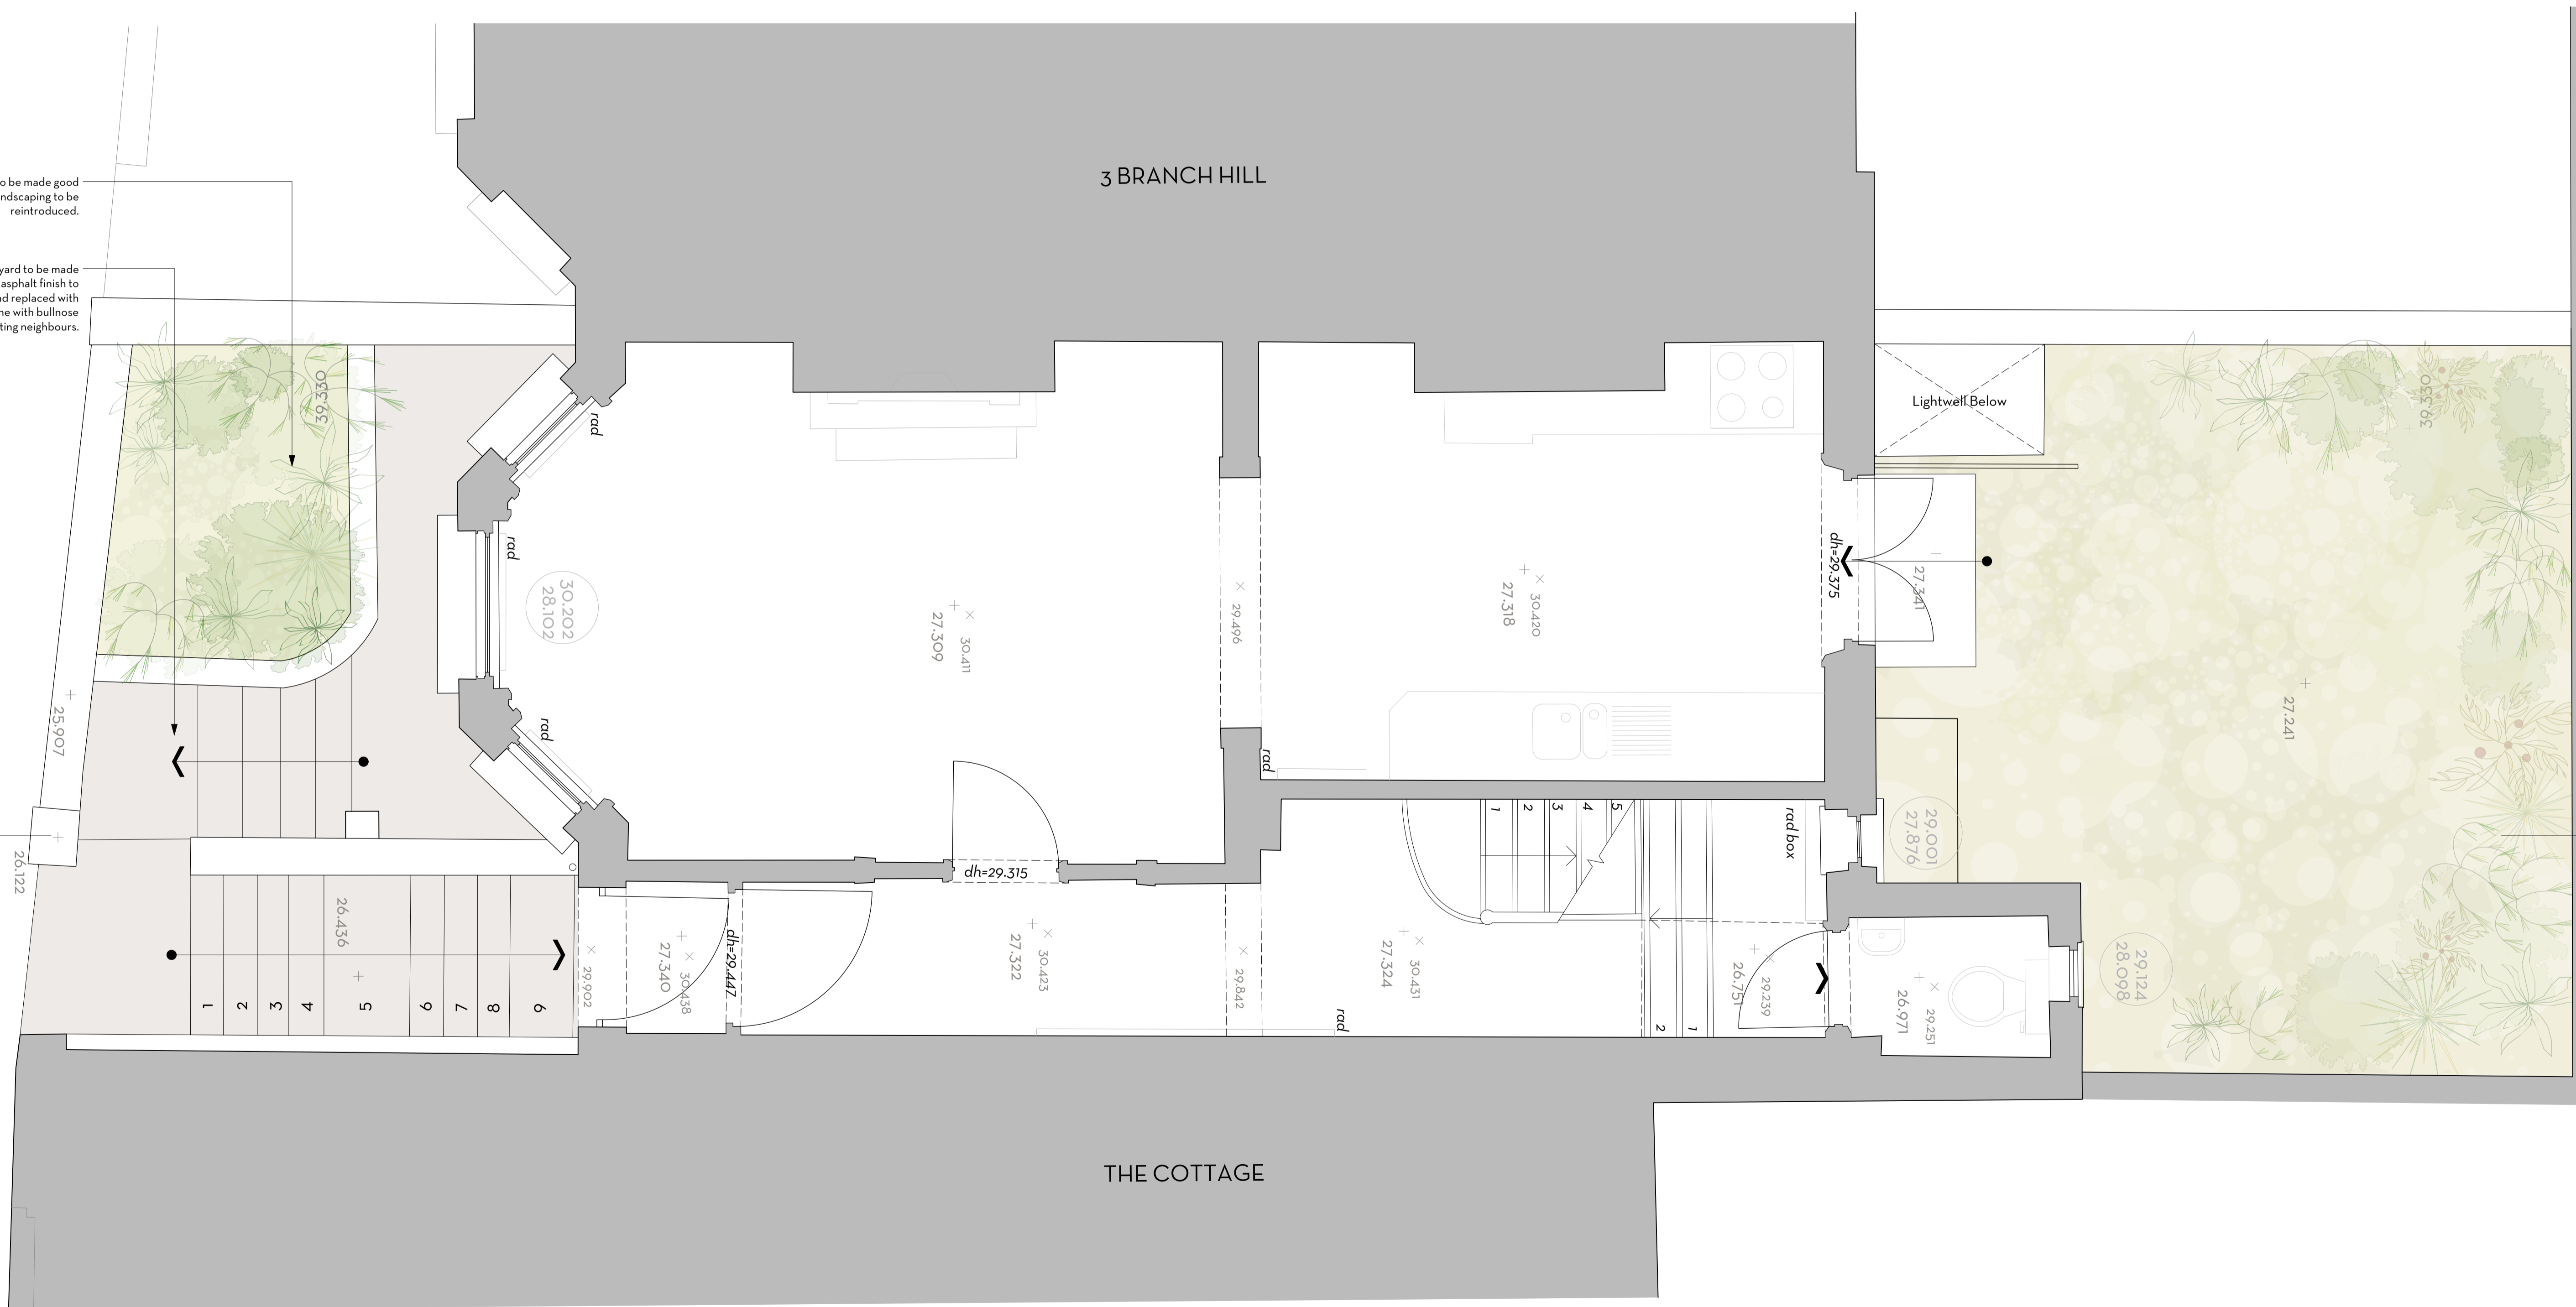 3 BRANCH HILL
o be made good
ndscaping to be
reintroduced.
yard to be made
asphalt finish to
nd replaced with
ne with bullnose
ting neighbours.
39.330
rad
rad
rad
30.202
28.102
27.309
30.411
29.496
27.318
30.420
dh=29.375
27.341
Lightwell Below
39.330
27.241
25.907
26.122
26.436
1
2
3
4
5
6
7
8
9
29.902
27.340
30.438
dh=29.447
dh=29.315
27.322
30.423
29.842
rad
rad
27.324
30.431
1
2
3
4
5
2
1
rad box
26.751
29.239
29.001
27.876
26.971
29.251
29.124
28.098
THE COTTAGE